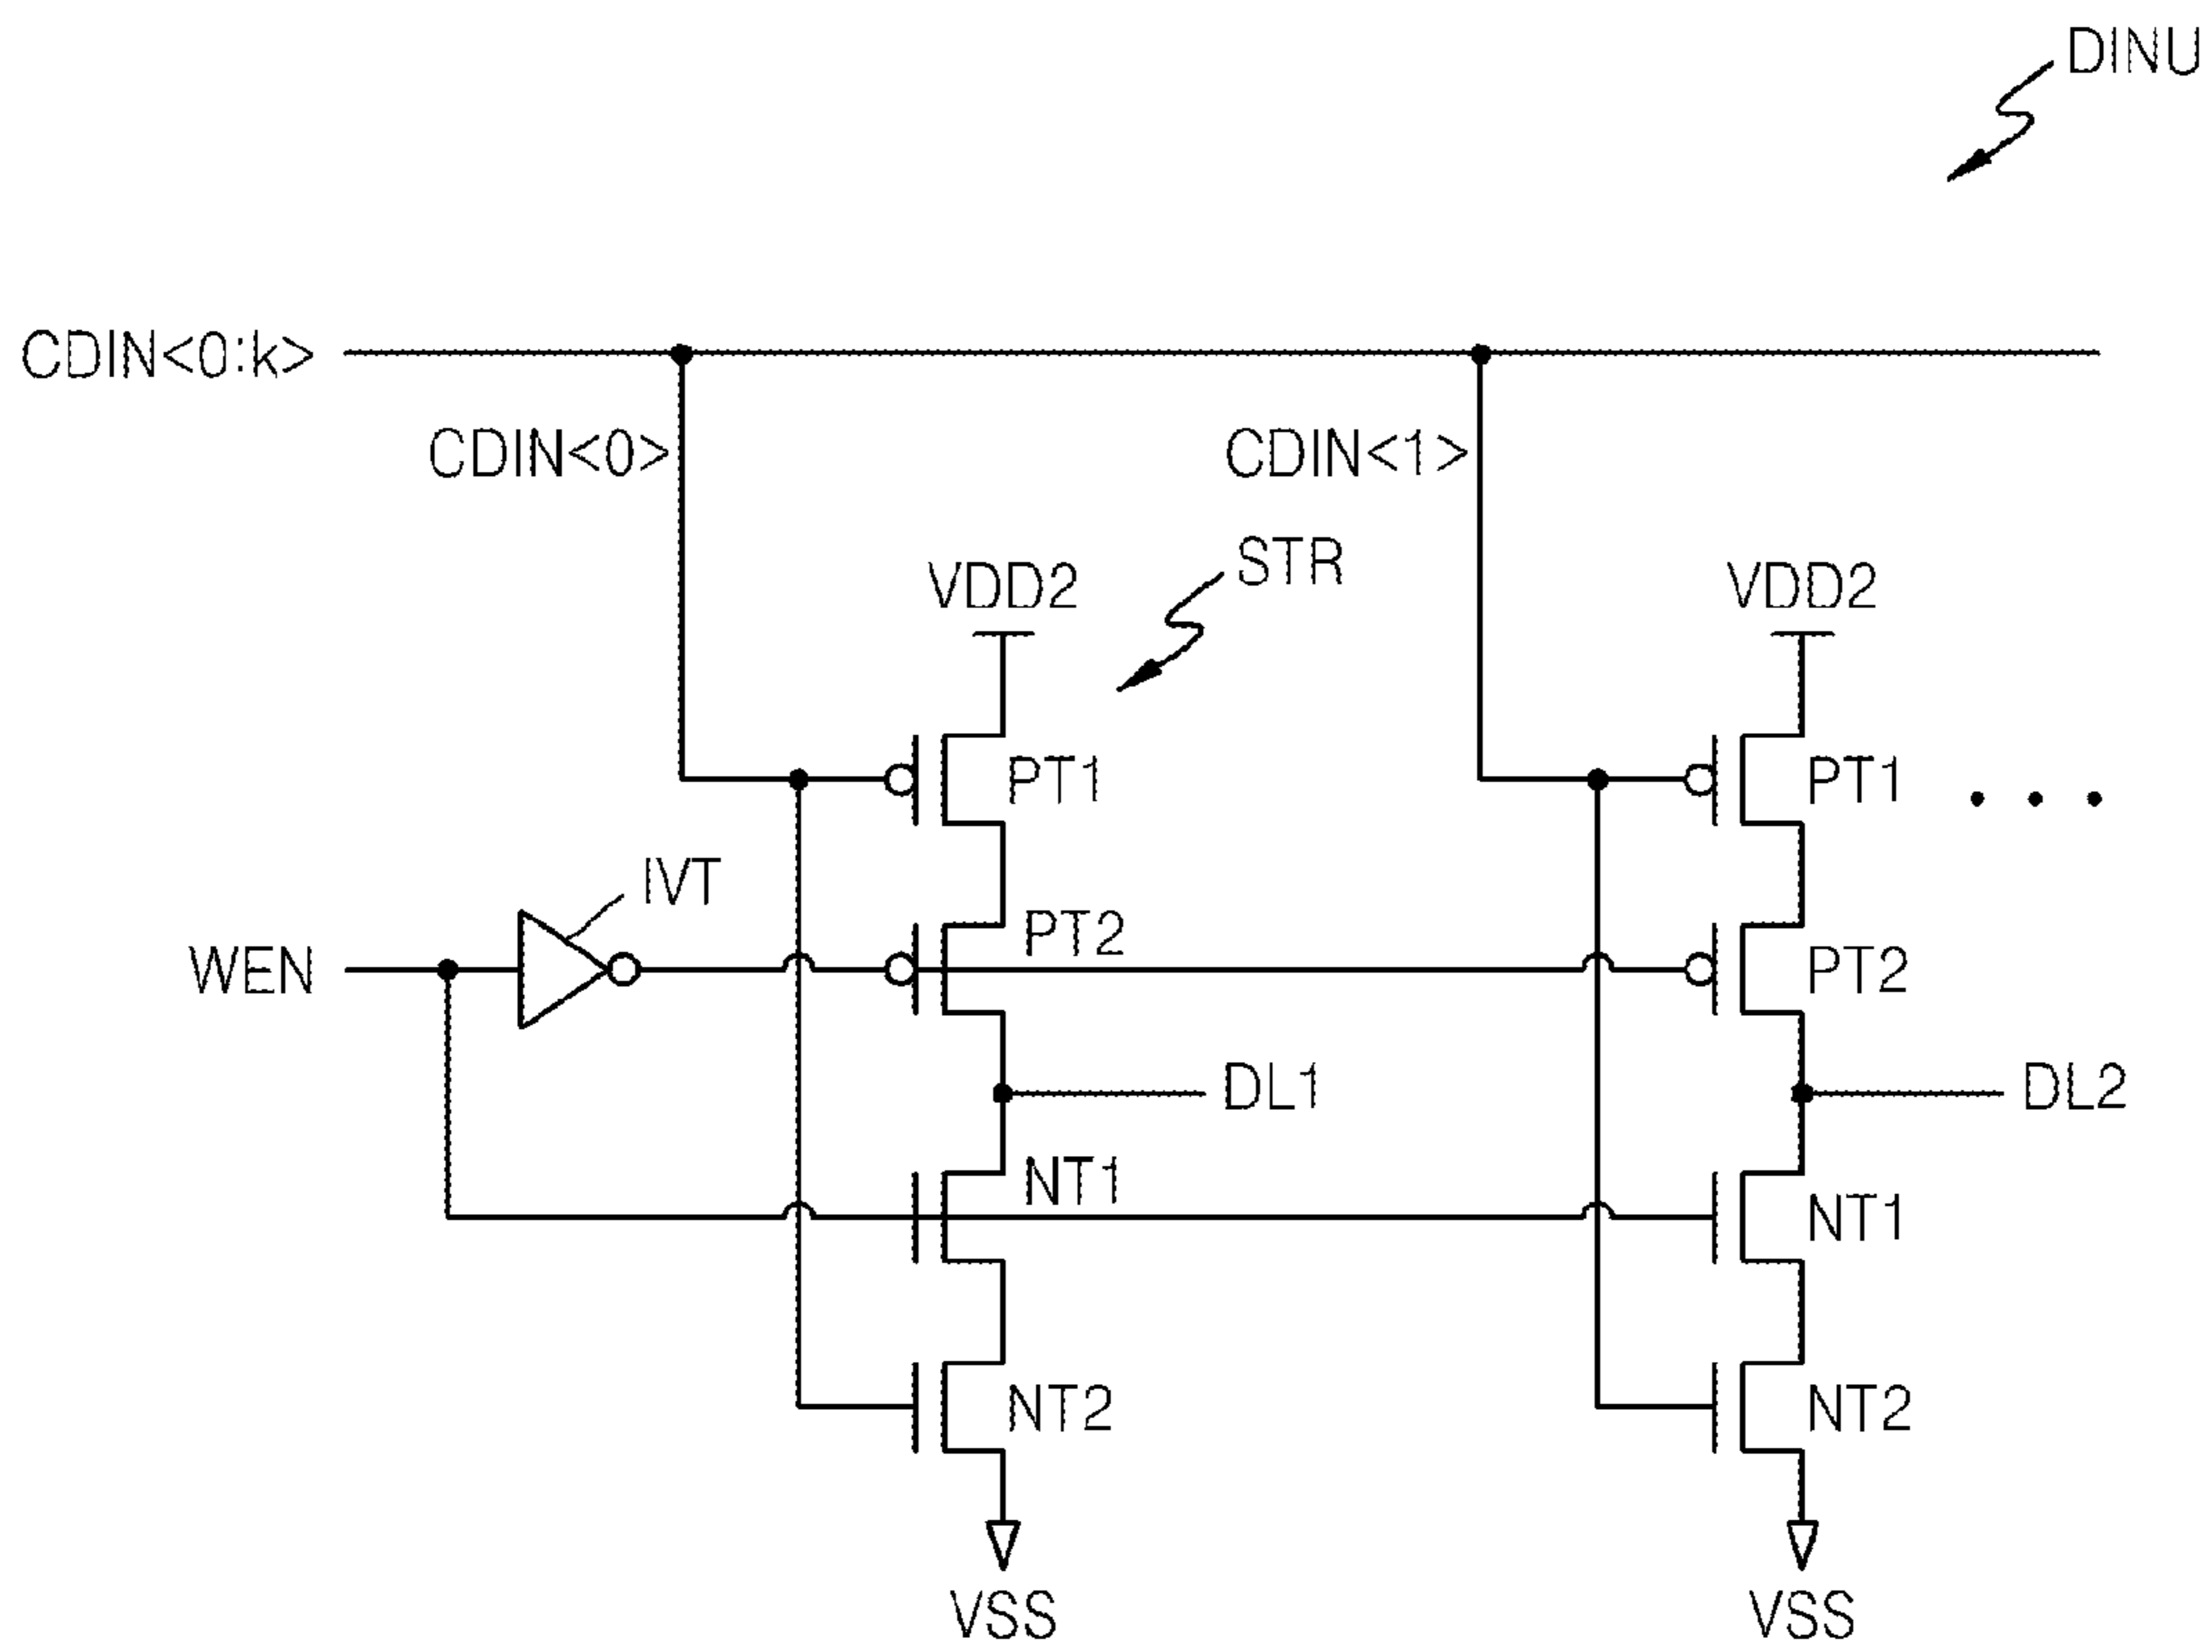 DINU
CDIN<0:k>
CDIN<0>
CDIN<1>
STR
VDD2
VDD2
PT1
PT1
IVT
PT2
WEN
PT2
DL1
DL2
NT1
NT1
NT2
NT2
VSS
VSS